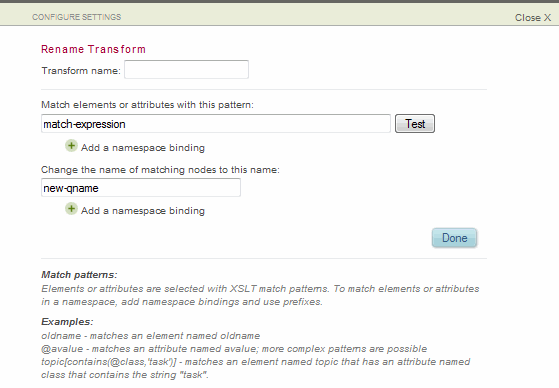 CONFIGURE SETTINGS
Close X
Rename Transform
Transform name:
Match elements or attributes with this pattern:
match-expression
Test
Add a namespace binding
Change the name of matching nodes to this name:
new-qname
Add a namespace binding
Done
Match patterns:
Elements or attributes are selected with XSLT match patterns. To match elements or attributes
in a namespace, add namespace bindings and use prefixes.
Examples:
oldname - matches an element named oldname
@avalue - matches an attribute named avalue; more complex patterns are possible
topic[contains(@class,'task')] - matches an element named topic that has an attribute named
class that contains the string "task".